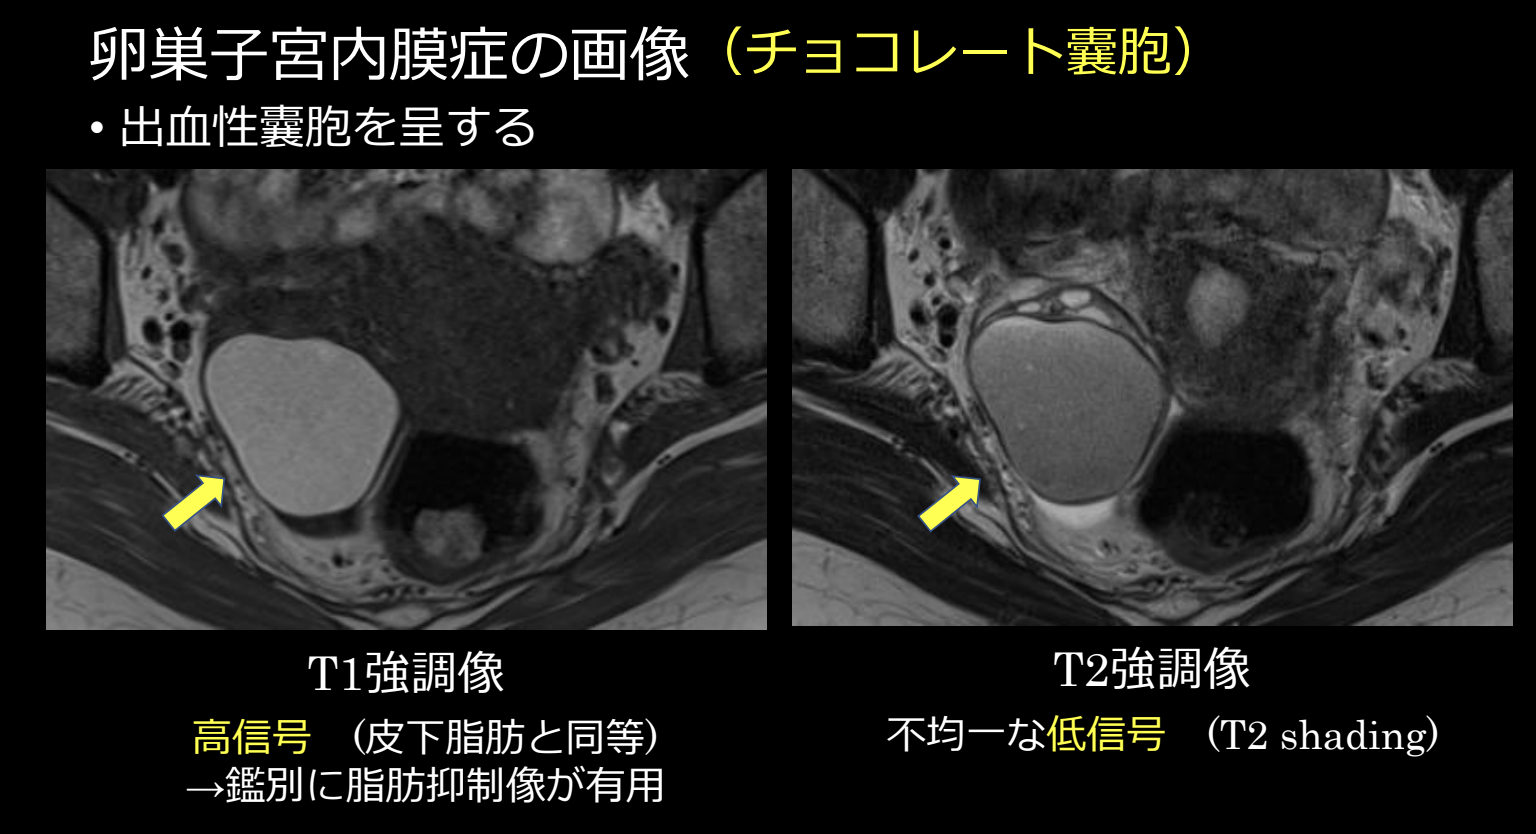 卵巣子宮内膜症の画像（チョコレート嚢胞）
• 出血性嚢胞を呈する
T1強調像
高信号　(皮下脂肪と同等)
→鑑別に脂肪抑制像が有用
T2強調像
不均一な低信号　(T2 shading)